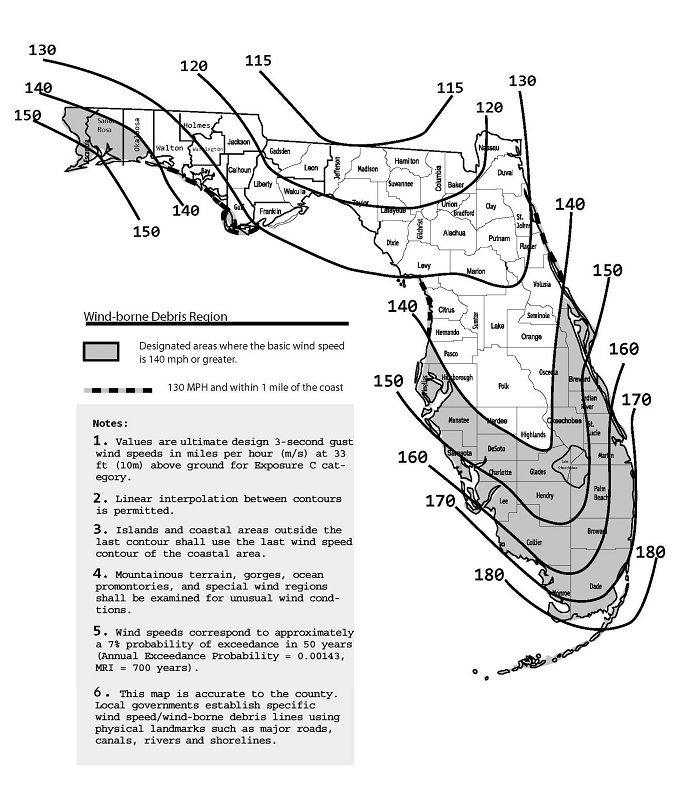 130
120
115
140
150
115
130
120
140
150
140
150
140
150
160
170
160
170
180
180
Santa
Rosa
Okaloosa
Walton
Holmes
Washington
Jackson
Bay
Calhoun
Gulf
Gadsden
Liberty
Franklin
Leon
Wakulla
Jefferson
Madison
Taylor
Hamilton
Suwannee
Lafayette
Dixie
Columbia
Gilchrist
Levy
Baker
Union
Bradford
Alachua
Marion
Nassau
Duval
Clay
St.
Johns
Putnam
Flagler
Volusia
Citrus
Sumter
Lake
Seminole
Hernando
Orange
Pasco
Hillsborough
Polk
Osceola
Brevard
Indian
River
Manatee
Hardee
Highlands
Okeechobee
St.
Lucie
Sarasota
DeSoto
Martin
Charlotte
Glades
Lee
Hendry
Palm
Beach
Collier
Broward
Monroe
Dade
Wind-borne Debris Region
Designated areas where the basic wind speed
is 140 mph or greater.
130 MPH and within 1 mile of the coast
Notes:
1. Values are ultimate design 3-second gust
wind speeds in miles per hour (m/s) at 33
ft (10m) above ground for Exposure C cat-
egory.
2. Linear interpolation between contours
is permitted.
3. Islands and coastal areas outside the
last contour shall use the last wind speed
contour of the coastal area.
4. Mountainous terrain, gorges, ocean
promontories, and special wind regions
shall be examined for unusual wind cond-
tions.
5. Wind speeds correspond to approximately
a 7% probability of exceedance in 50 years
(Annual Exceedance Probability = 0.00143,
MRI = 700 years).
6. This map is accurate to the county.
Local governments establish specific
wind speed/wind-borne debris lines using
physical landmarks such as major roads,
canals, rivers and shorelines.